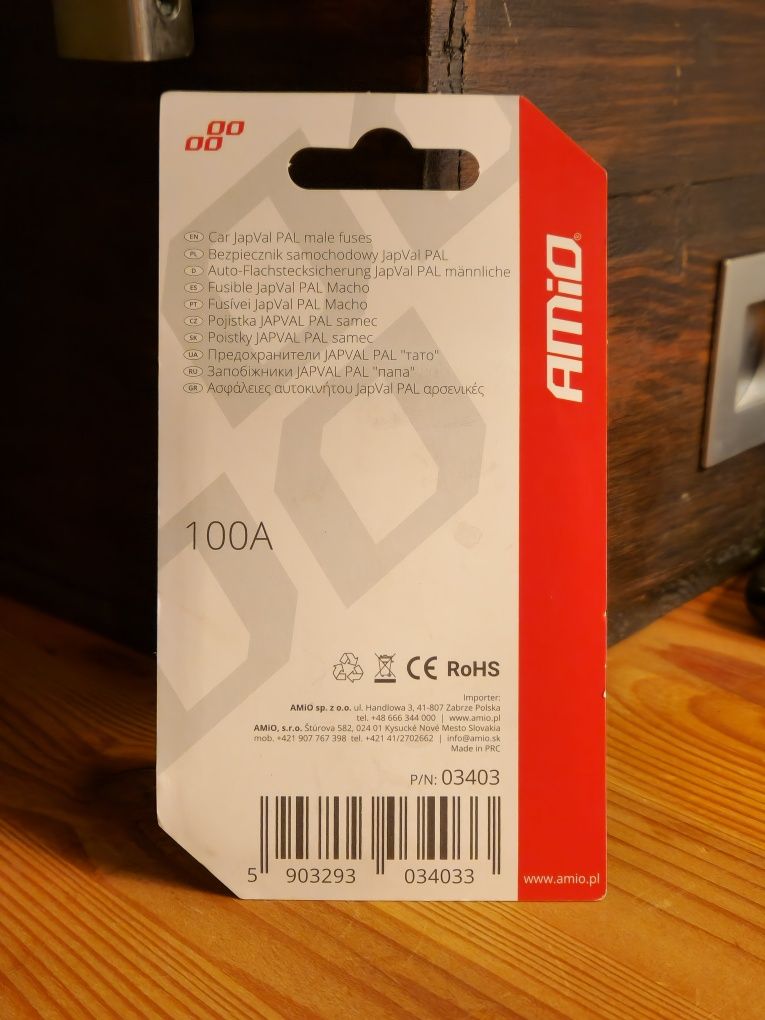 EN Car JapVal PAL male fuses
PL Bezpiecznik samochodowy JapVal PAL
D Auto-Flachstecksicherung JapVal PAL männliche
ES Fusible JapVal PAL Macho
PT Fusívei JapVal PAL Macho
CZ Pojistka JAPVAL PAL samec
SK Poistky JAPVAL PAL samec
UA Предохранители JAPVAL PAL "тато"
RU Запобіжники JAPVAL PAL "папа"
GR Ασφάλειες αυτοκινήτου JapVal PAL αρσενικές
AMiO®
100A
CE RoHS
Importer:
AMiO sp. z o.o. ul. Handlowa 3, 41-807 Zabrze Polska
tel. +48 666 344 000 | www.amio.pl
AMiO, s.r.o. Štúrova 582, 024 01 Kysucké Nové Mesto Slovakia
mob. +421 907 767 398 tel. +421 41/2702662 | info@amio.sk
Made in PRC
P/N: 03403
5 903293 034033
www.amio.pl